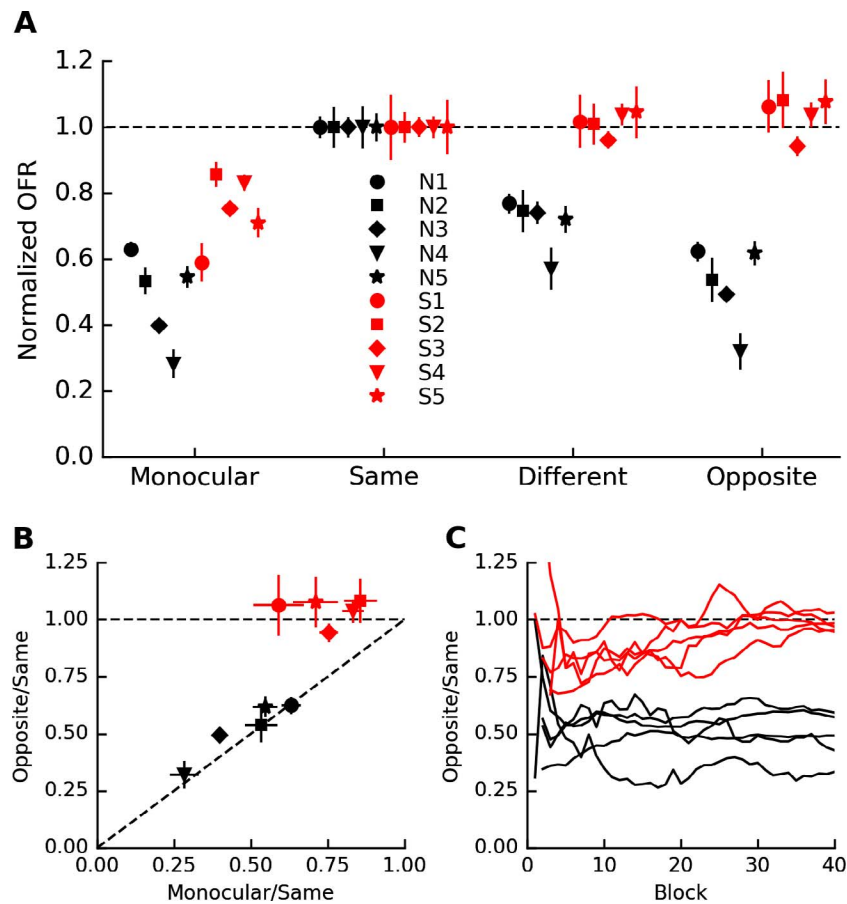 A
Normalized OFR
1.2
1.0
0.8
0.6
0.4
0.2
0.0
N1
N2
N3
N4
N5
S1
S2
S3
S4
S5
Monocular Same Different Opposite
B
Opposite/Same
1.25
1.00
0.75
0.50
0.25
0.00
0.00 0.25 0.50 0.75 1.00
Monocular/Same
C
Opposite/Same
1.25
1.00
0.75
0.50
0.25
0.00
0 10 20 30 40
Block